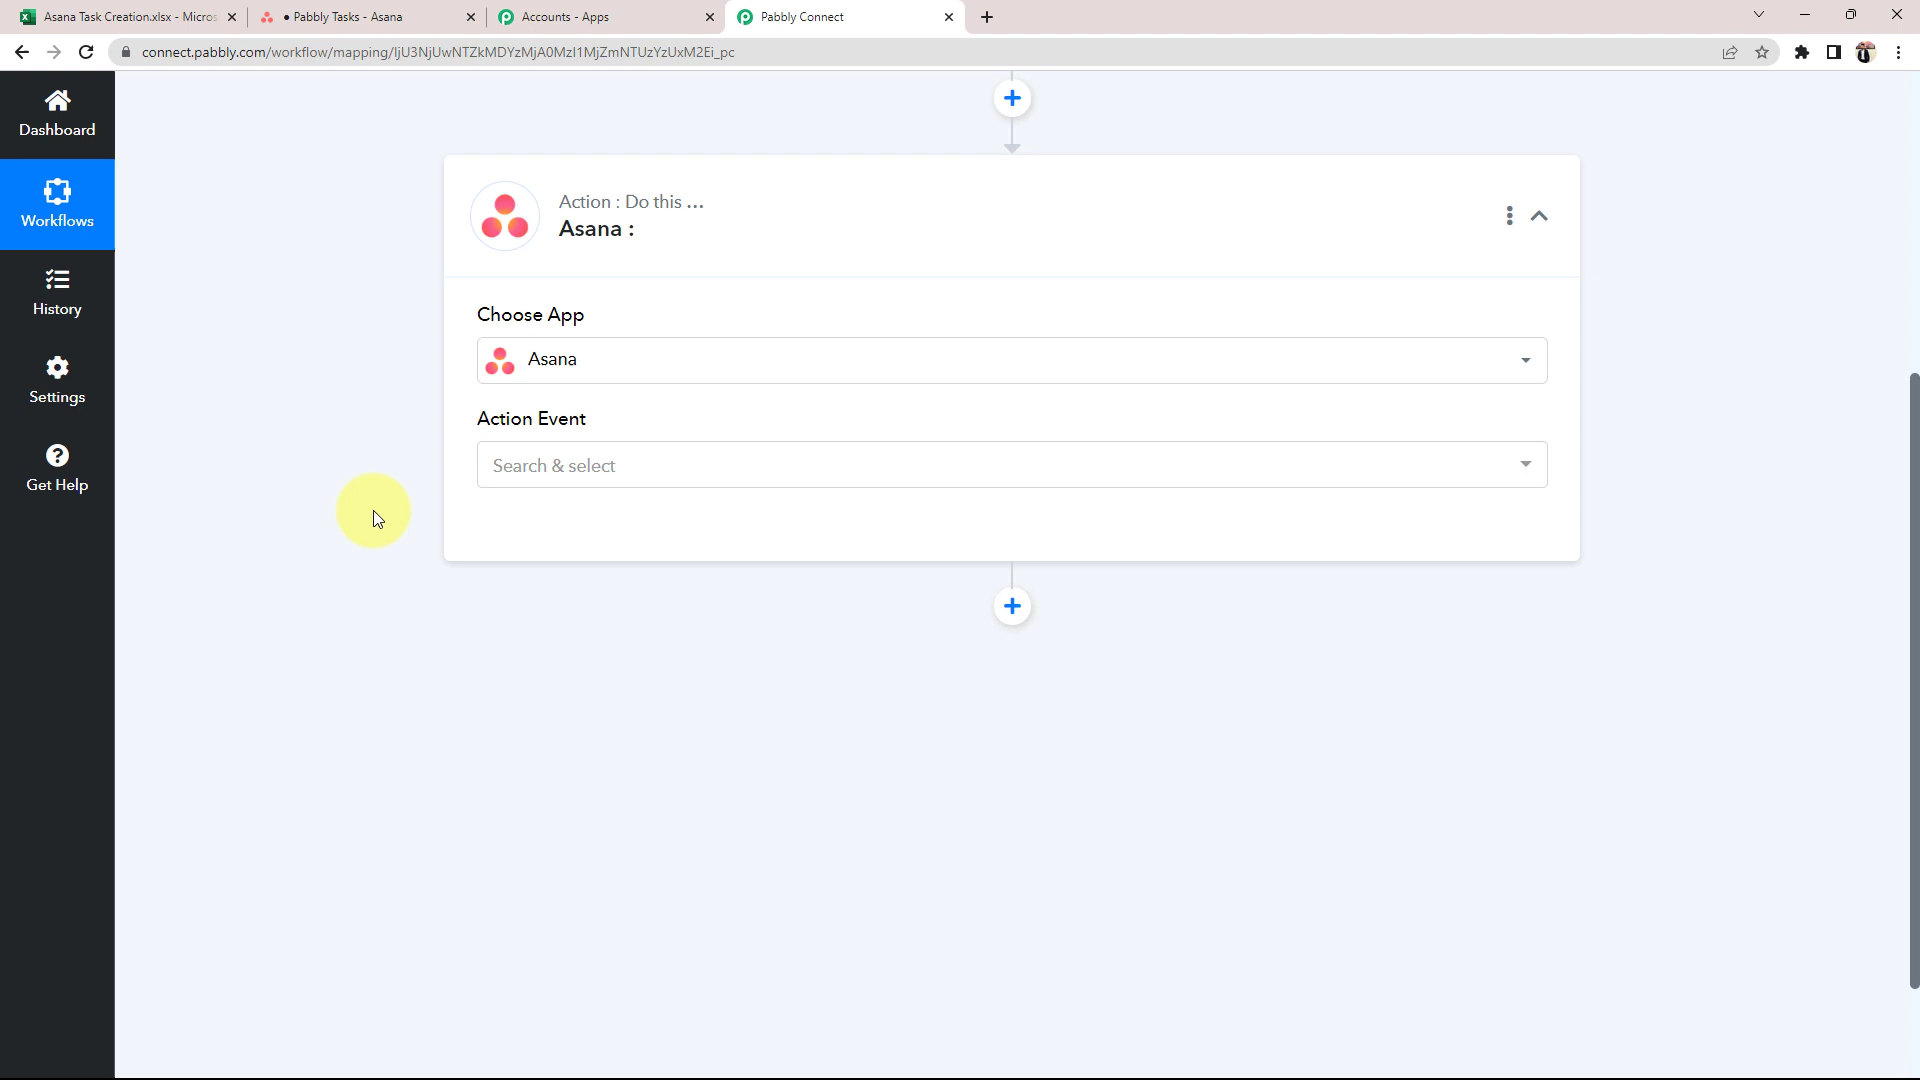 Asana Task Creation.xlsx - Micros
• Pabbly Tasks - Asana
Accounts - Apps
Pabbly Connect
connect.pabbly.com/workflow/mapping/IjU3NjUwNTZkMDYzMjA0MzI1MjZmNTUzYzUxM2Ei_pc
Dashboard
Workflows
History
Settings
Get Help
Action : Do this ...
Asana :
Choose App
Asana
Action Event
Search & select